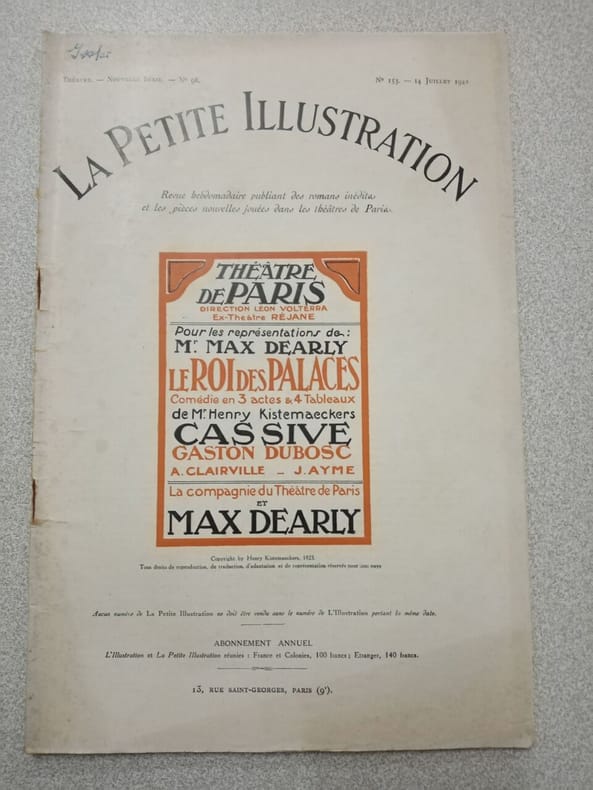 THÉATRE. — NOUVELLE SÉRIE. — Nº 98.
Nº 153. — 14 JUILLET 1923
LA PETITE ILLUSTRATION
Revue hebdomadaire publiant des romans inédits
et les pièces nouvelles jouées dans les théâtres de Paris.
THÉÂTRE
DE PARIS
DIRECTION LÉON VOLTERRA
Ex-Théâtre RÉJANE
Pour les représentations de:
Mr. MAX DEARLY
LE ROI DES PALACES
Comédie en 3 actes & 4 Tableaux
de Mr. Henry Kistemaeckers
CASSIVE
GASTON DUBOSC
A. CLAIRVILLE _ J. AYME
La compagnie du Théâtre de Paris
ET
MAX DEARLY
Copyright by Henry Kistemaeckers, 1923.
Tous droits de reproduction, de traduction, d'adaptation et de représentation réservés pour tous pays
Aucun numéro de La Petite Illustration ne doit être vendu sans le numéro de L'Illustration portant la même date.
ABONNEMENT ANNUEL
L'Illustration et La Petite Illustration réunies : France et Colonies, 100 francs ; Etranger, 140 francs.
13, RUE SAINT-GEORGES, PARIS (9e).